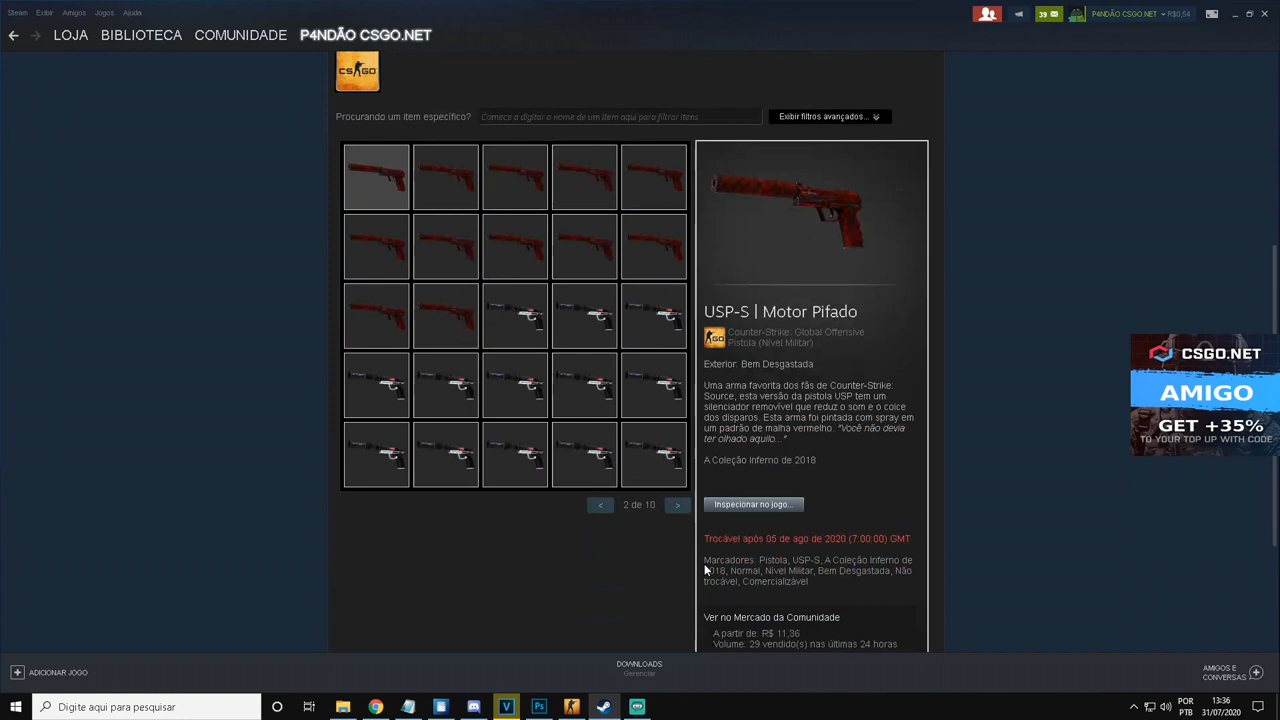 Steam Exibir Amigos Jogos Ajuda
39 P4NDÃO CSGO.NET R$0,54
LOJA BIBLIOTECA COMUNIDADE P4NDÃO CSGO.NET
CS GO
Procurando um item específico? Comece a digitar o nome de um item aqui para filtrar itens Exibir filtros avançados...
USP-S | Motor Pifado
CS GO
Counter-Strike: Global Offensive
Pistola (Nível Militar)
Exterior: Bem Desgastada
Uma arma favorita dos fãs de Counter-Strike:
Source, esta versão da pistola USP tem um
silenciador removível que reduz o som e o coice
dos disparos. Esta arma foi pintada com spray em
um padrão de malha vermelho. "Você não devia
ter olhado aquilo..."
A Coleção Inferno de 2018
< 2 de 10 >
Inspecionar no jogo...
Trocável após 05 de ago de 2020 (7:00:00) GMT
Marcadores: Pistola, USP-S, A Coleção Inferno de
2018, Normal, Nível Militar, Bem Desgastada, Não
trocável, Comercializável
Ver no Mercado da Comunidade
A partir de: R$ 11,36
Volume: 29 vendido(s) nas últimas 24 horas
CSGO.NET
AMIGO
GET +35%
TO YOUR TOP UP WITH CODE
ADICIONAR JOGO
DOWNLOADS
Gerenciar
AMIGOS E
CONVERSAS
Digite aqui para pesquisar
POR
PTB
13:36
31/07/2020